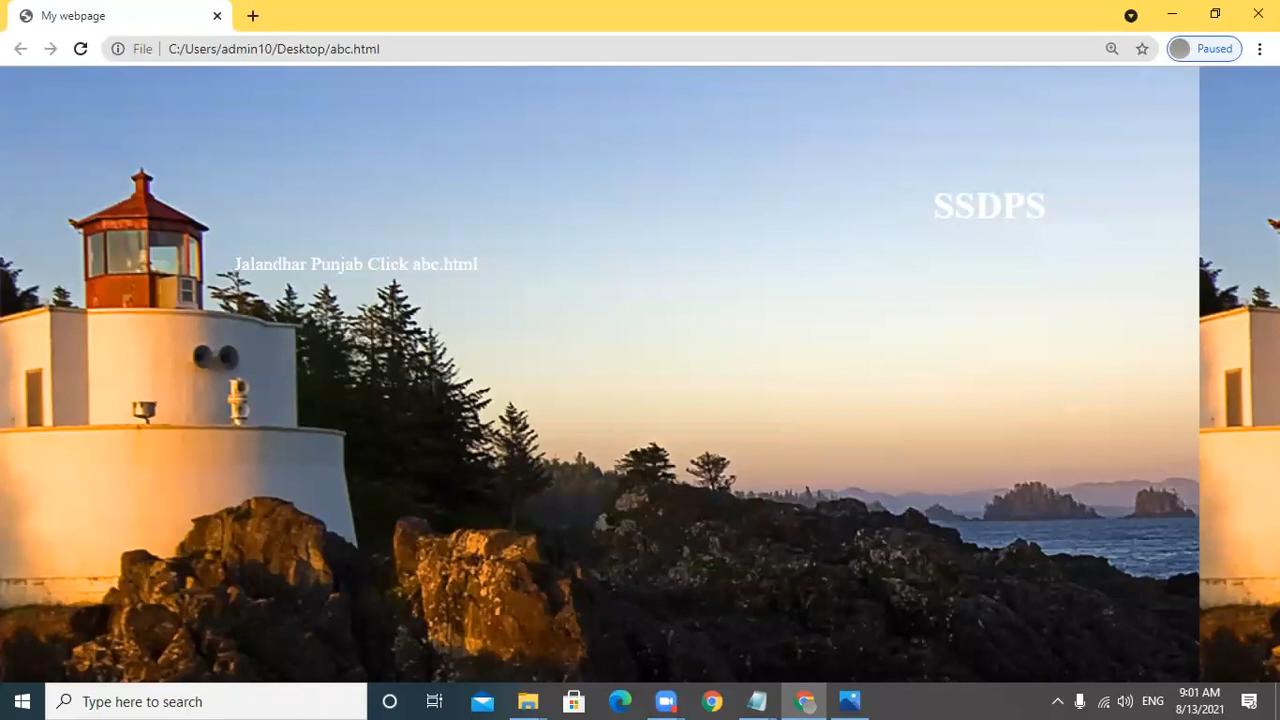 My webpage
File
C:/Users/admin10/Desktop/abc.html
Paused
SSDPS
Jalandhar Punjab Click abc.html
Type here to search
ENG
9:01 AM
8/13/2021